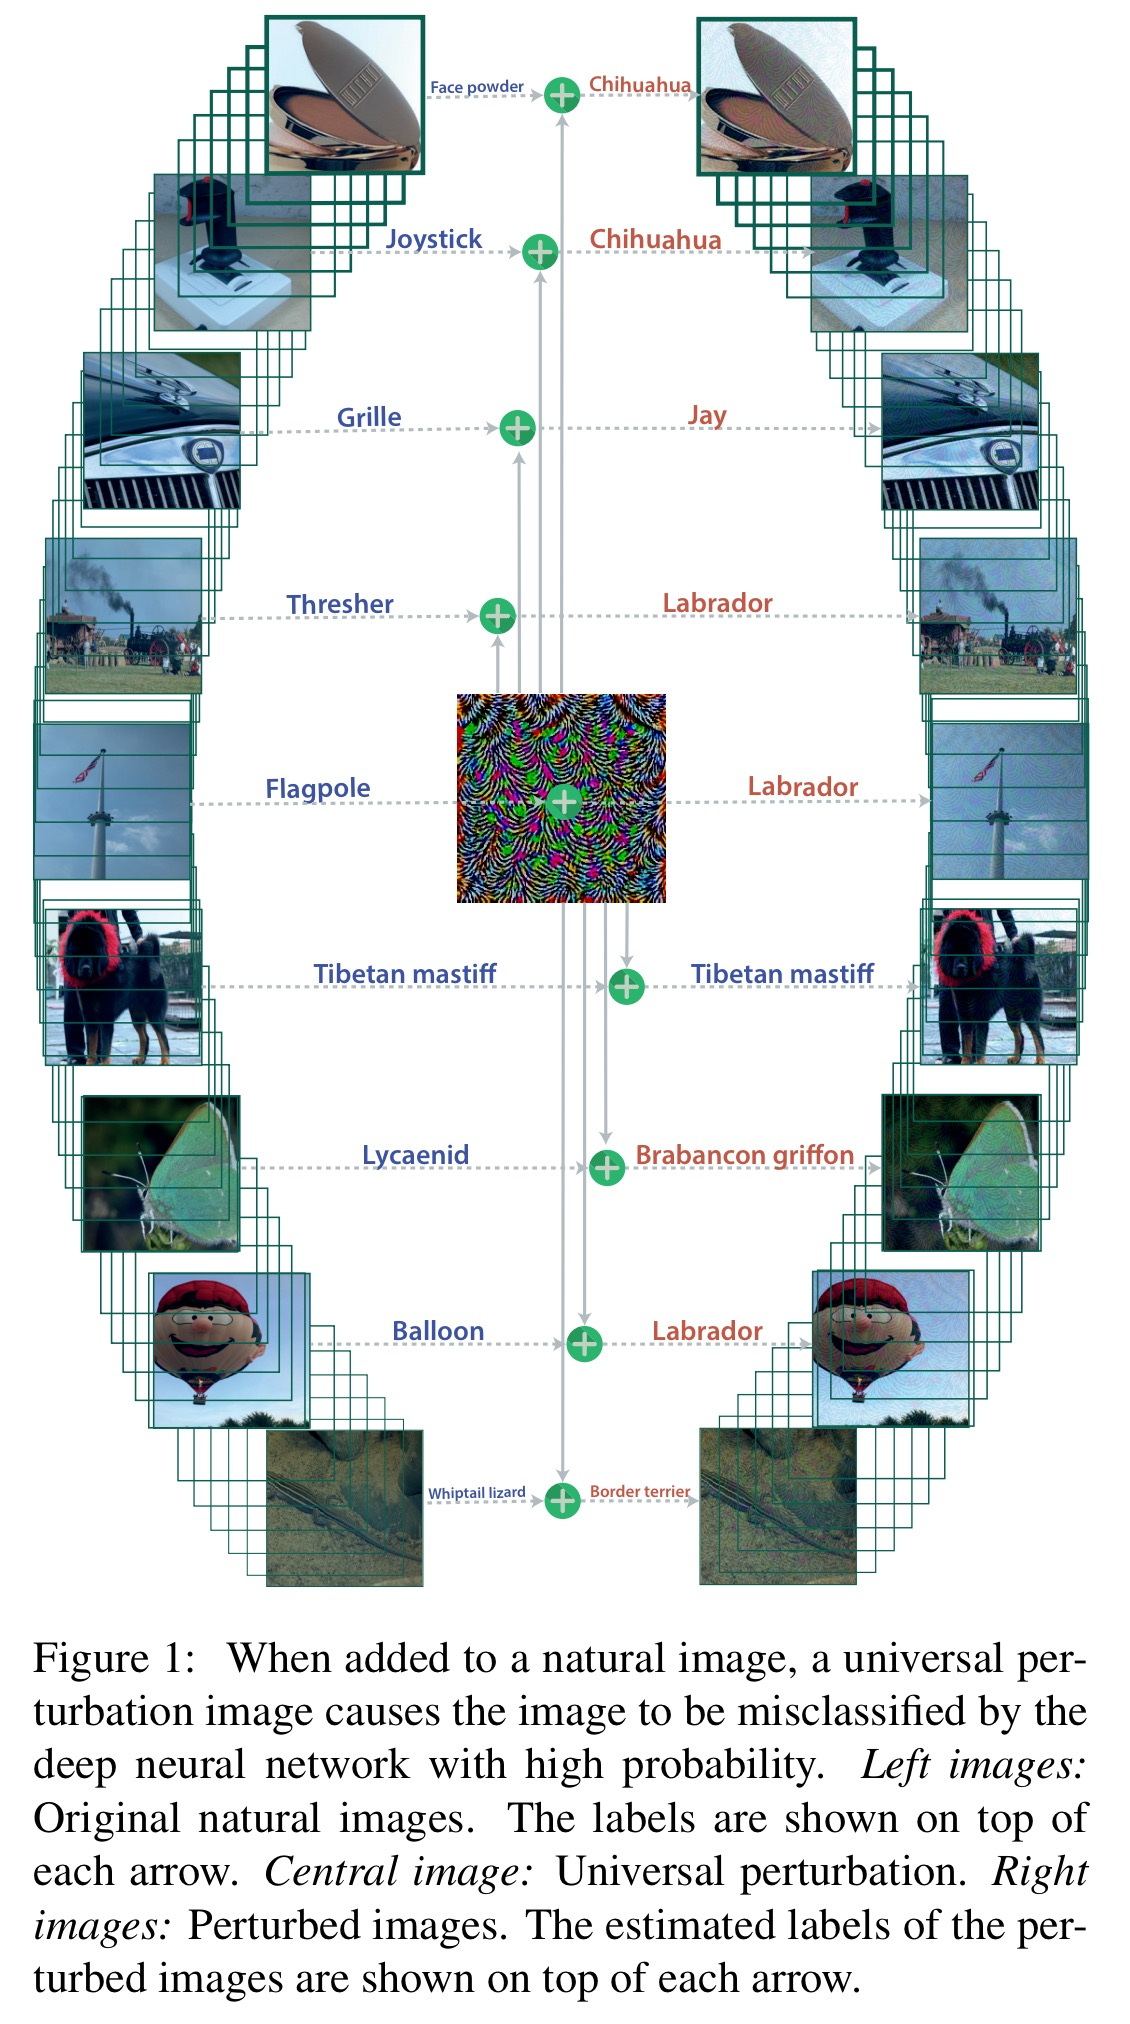 Face powder Chihuahua
Joystick Chihuahua
Grille Jay
Thresher Labrador
Flagpole Labrador
Tibetan mastiff Tibetan mastiff
Lycaenid Brabancon griffon
Balloon Labrador
Whiptail lizard Border terrier
Figure 1: When added to a natural image, a universal per-
turbation image causes the image to be misclassified by the
deep neural network with high probability. Left images:
Original natural images. The labels are shown on top of
each arrow. Central image: Universal perturbation. Right
images: Perturbed images. The estimated labels of the per-
turbed images are shown on top of each arrow.